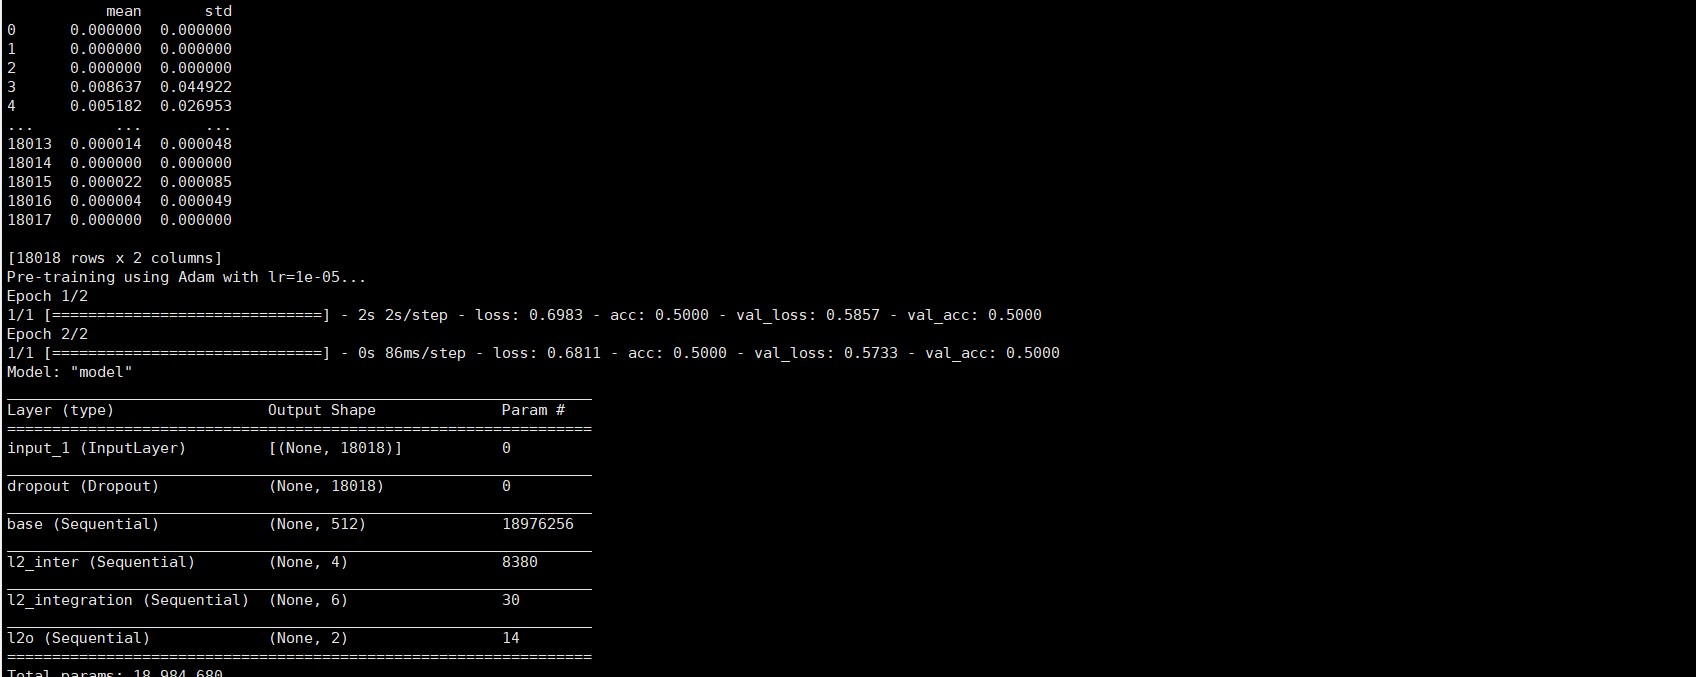 mean std
0 0.000000 0.000000
1 0.000000 0.000000
2 0.000000 0.000000
3 0.008637 0.044922
4 0.005182 0.026953
... ... ...
18013 0.000014 0.000048
18014 0.000000 0.000000
18015 0.000022 0.000085
18016 0.000004 0.000049
18017 0.000000 0.000000
[18018 rows x 2 columns]
Pre-training using Adam with lr=1e-05...
Epoch 1/2
1/1 [==============================] - 2s 2s/step - loss: 0.6983 - acc: 0.5000 - val_loss: 0.5857 - val_acc: 0.5000
Epoch 2/2
1/1 [==============================] - 0s 86ms/step - loss: 0.6811 - acc: 0.5000 - val_loss: 0.5733 - val_acc: 0.5000
Model: "model"
_________________________________________________________________
Layer (type) Output Shape Param #
=================================================================
input_1 (InputLayer) [(None, 18018)] 0
_________________________________________________________________
dropout (Dropout) (None, 18018) 0
_________________________________________________________________
base (Sequential) (None, 512) 18976256
_________________________________________________________________
l2_inter (Sequential) (None, 4) 8380
_________________________________________________________________
l2_integration (Sequential) (None, 6) 30
_________________________________________________________________
l2o (Sequential) (None, 2) 14
=================================================================
Total params: 18,984,680